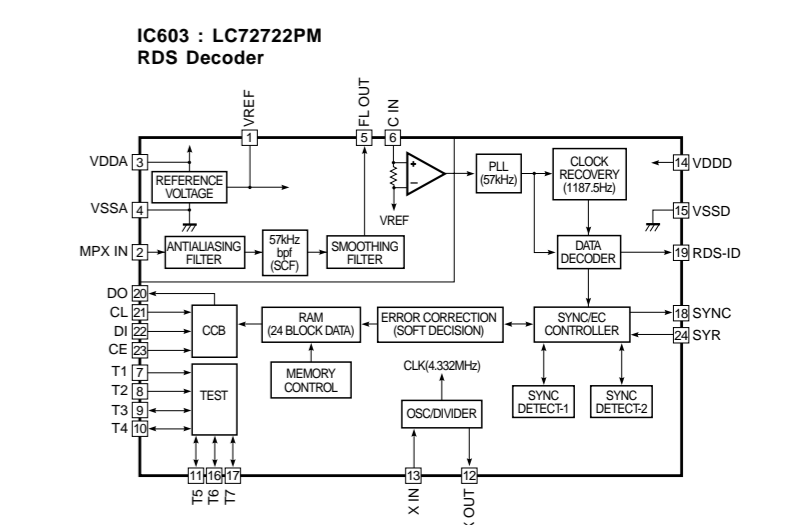 IC603 : LC72722PM
RDS Decoder
VREF
FL OUT
C IN
1
5
6
VDDA 3
REFERENCE
VOLTAGE
VSSA 4
+
−
VREF
PLL
(57kHz)
CLOCK
RECOVERY
(1187.5Hz)
14 VDDD
15 VSSD
MPX IN 2
ANTIALIASING
FILTER
57kHz
bpf
(SCF)
SMOOTHING
FILTER
DATA
DECODER
19 RDS-ID
DO 20
CL 21
DI 22
CE 23
CCB
RAM
(24 BLOCK DATA)
ERROR CORRECTION
(SOFT DECISION)
SYNC/EC
CONTROLLER
18 SYNC
24 SYR
T1 7
T2 8
T3 9
T4 10
TEST
MEMORY
CONTROL
CLK(4.332MHz)
OSC/DIVIDER
SYNC
DETECT-1
SYNC
DETECT-2
11 16 17
13
12
T5
T6
T7
X IN
X OUT